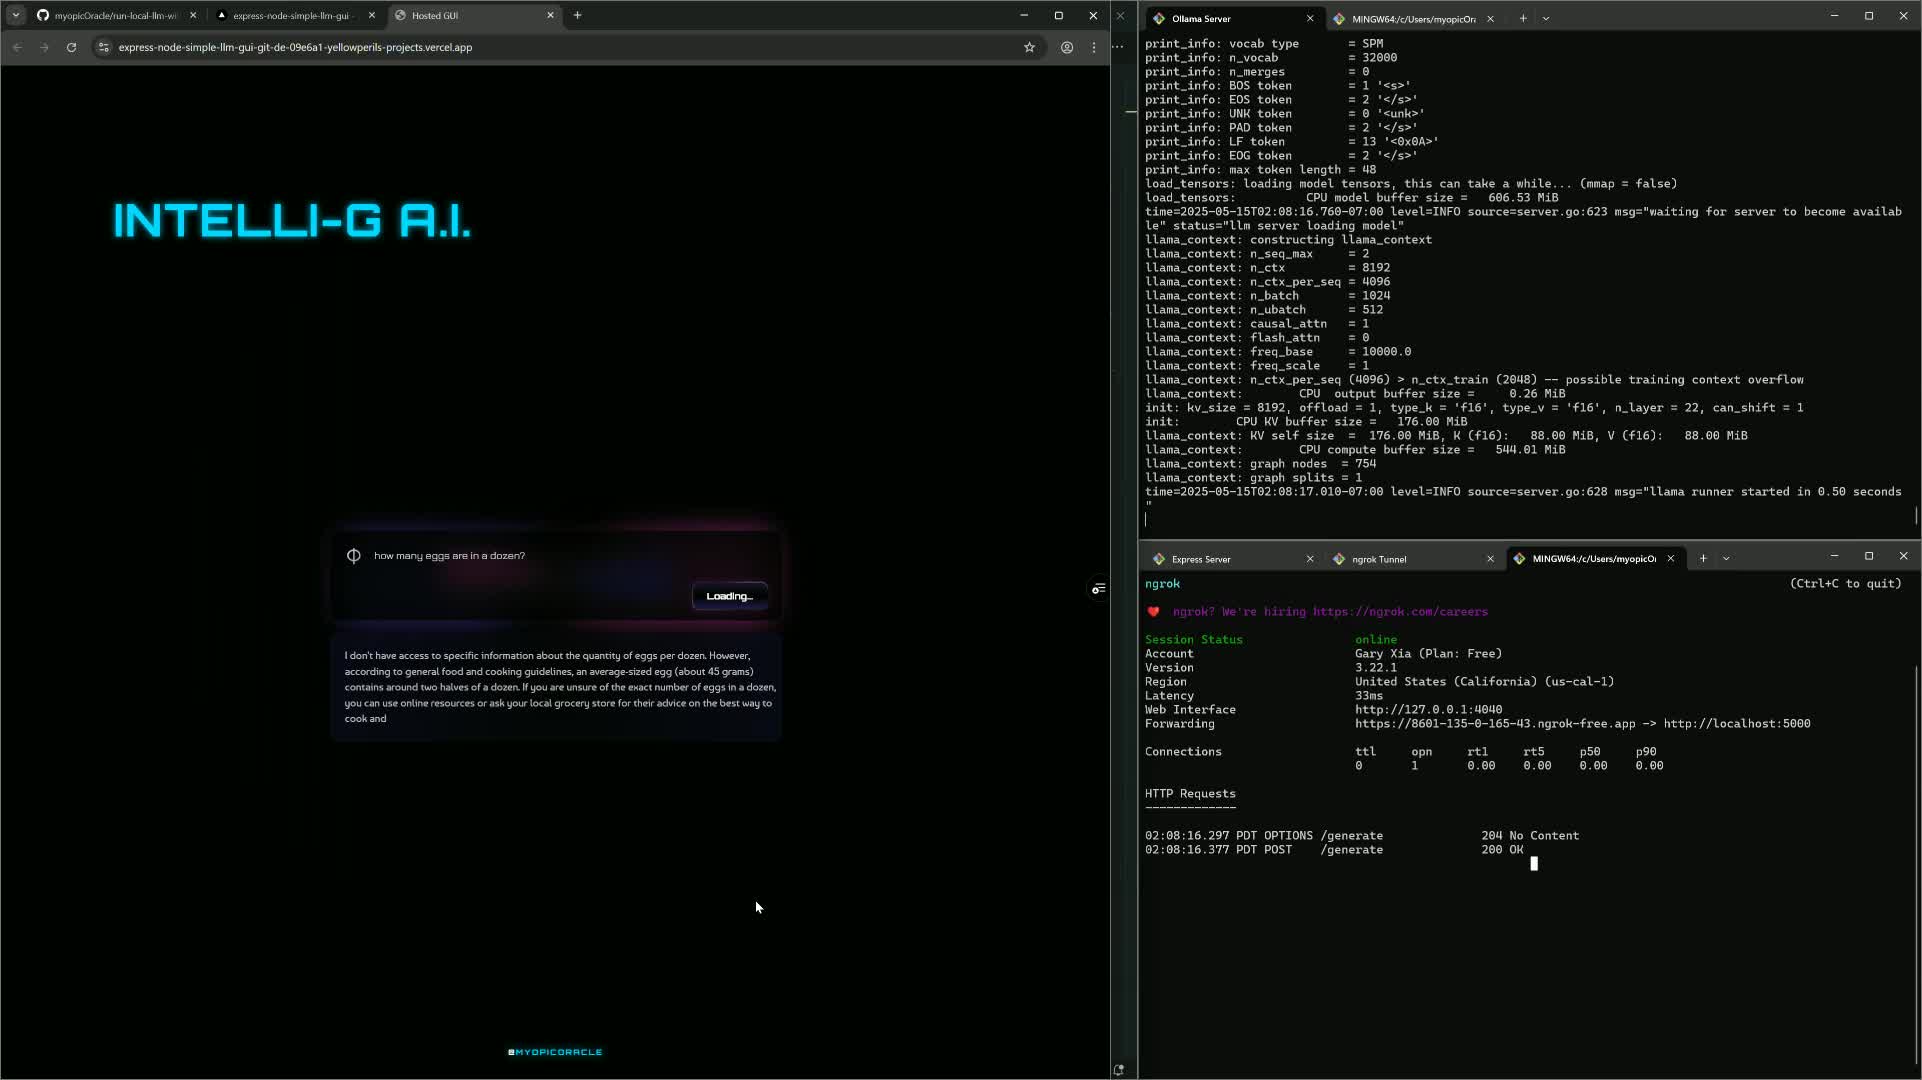 myopicOracle/run-local-llm-wi
express-node-simple-llm-gui -
Hosted GUI
express-node-simple-llm-gui-git-de-09e6a1-yellowperils-projects.vercel.app
INTELLI-G A.I.
how many eggs are in a dozen?
Loading...
I don't have access to specific information about the quantity of eggs per dozen. However,
according to general food and cooking guidelines, an average-sized egg (about 45 grams)
contains around two halves of a dozen. If you are unsure of the exact number of eggs in a dozen,
you can use online resources or ask your local grocery store for their advice on the best way to
cook and
MYOPICORACLE
Ollama Server
MINGW64:/c/Users/myopicOra
print_info: vocab type       = SPM
print_info: n_vocab          = 32000
print_info: n_merges         = 0
print_info: BOS token        = 1 '<s>'
print_info: EOS token        = 2 '</s>'
print_info: UNK token        = 0 '<unk>'
print_info: PAD token        = 2 '</s>'
print_info: LF token         = 13 '<0x0A>'
print_info: EOG token        = 2 '</s>'
print_info: max token length = 48
load_tensors: loading model tensors, this can take a while... (mmap = false)
load_tensors:          CPU model buffer size =   606.53 MiB
time=2025-05-15T02:08:16.760-07:00 level=INFO source=server.go:623 msg="waiting for server to become availab
le" status="llm server loading model"
llama_context: constructing llama_context
llama_context: n_seq_max     = 2
llama_context: n_ctx         = 8192
llama_context: n_ctx_per_seq = 4096
llama_context: n_batch       = 1024
llama_context: n_ubatch      = 512
llama_context: causal_attn   = 1
llama_context: flash_attn    = 0
llama_context: freq_base     = 10000.0
llama_context: freq_scale    = 1
llama_context: n_ctx_per_seq (4096) > n_ctx_train (2048) -- possible training context overflow
llama_context:        CPU  output buffer size =     0.26 MiB
init: kv_size = 8192, offload = 1, type_k = 'f16', type_v = 'f16', n_layer = 22, can_shift = 1
init:        CPU KV buffer size =   176.00 MiB
llama_context: KV self size  =  176.00 MiB, K (f16):   88.00 MiB, V (f16):   88.00 MiB
llama_context:        CPU compute buffer size =   544.01 MiB
llama_context: graph nodes  = 754
llama_context: graph splits = 1
time=2025-05-15T02:08:17.010-07:00 level=INFO source=server.go:628 msg="llama runner started in 0.50 seconds
"
Express Server
ngrok Tunnel
MINGW64:/c/Users/myopicOr
ngrok (Ctrl+C to quit)
❤️ ngrok? We're hiring https://ngrok.com/careers
Session Status                online
Account                       Gary Xia (Plan: Free)
Version                       3.22.1
Region                        United States (California) (us-cal-1)
Latency                       33ms
Web Interface                 http://127.0.0.1:4040
Forwarding                    https://8601-135-0-165-43.ngrok-free.app -> http://localhost:5000
Connections                   ttl     opn     rt1     rt5     p50     p90
0       1       0.00    0.00    0.00    0.00
HTTP Requests
-------------
02:08:16.297 PDT OPTIONS /generate              204 No Content
02:08:16.377 PDT POST    /generate              200 OK